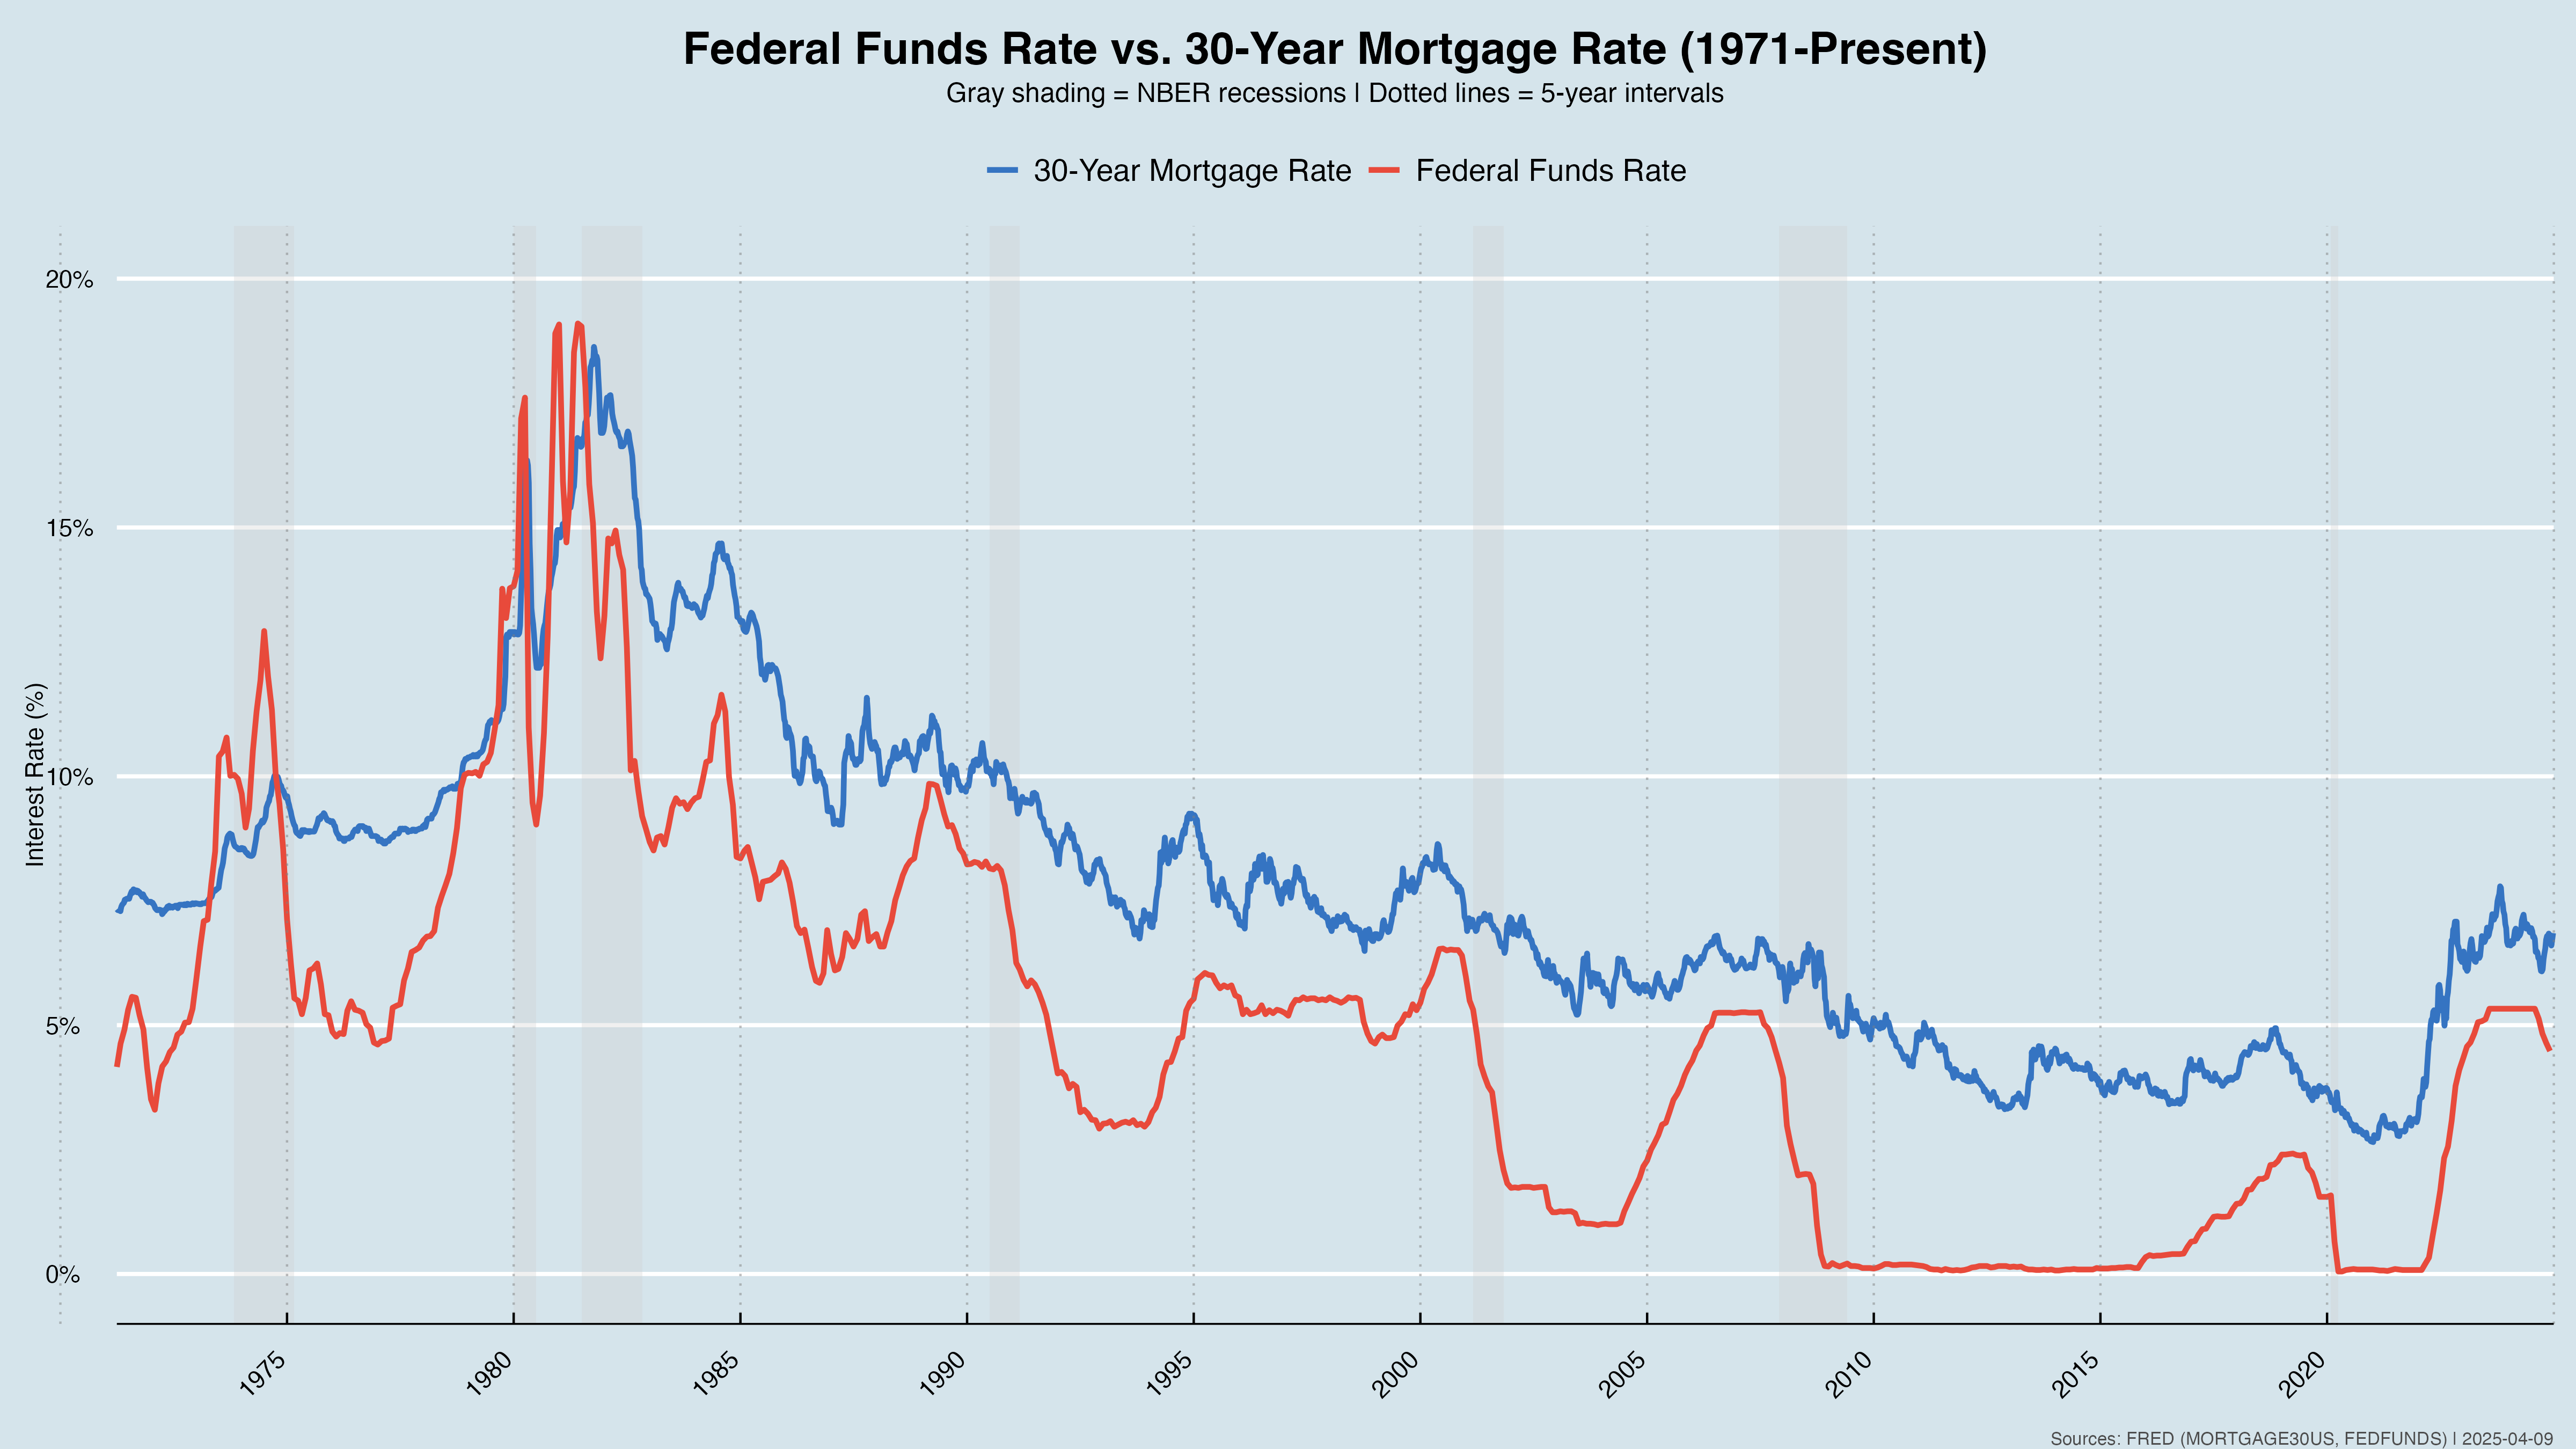 Federal Funds Rate vs. 30-Year Mortgage Rate (1971-Present)
Gray shading = NBER recessions | Dotted lines = 5-year intervals
30-Year Mortgage Rate
Federal Funds Rate
Interest Rate (%)
20%
15%
10%
5%
0%
1975
1980
1985
1990
1995
2000
2005
2010
2015
2020
Sources: FRED (MORTGAGE30US, FEDFUNDS) | 2025-04-09